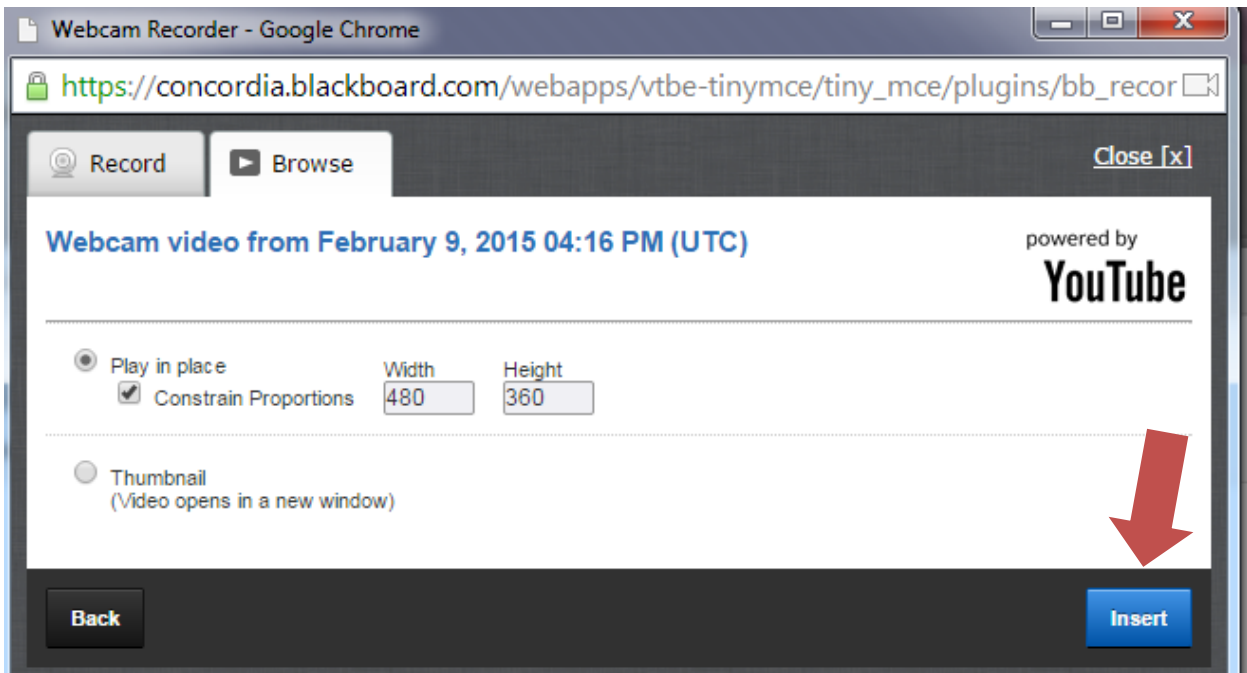 Webcam Recorder - Google Chrome
X
https://concordia.blackboard.com/webapps/vtbe-tinymce/tiny_mce/plugins/bb_recor
Record Browse Close [x]
Webcam video from February 9, 2015 04:16 PM (UTC)
powered by
YouTube
Play in place Width Height
Constrain Proportions 480 360
Thumbnail
(Video opens in a new window)
Back Insert